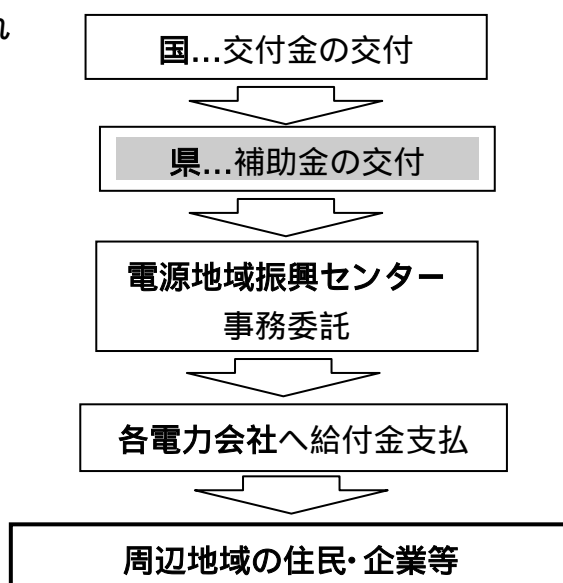 れ
国…交付金の交付
県…補助金の交付
電源地域振興センター
事務委託
各電力会社へ給付金支払
周辺地域の住民・企業等